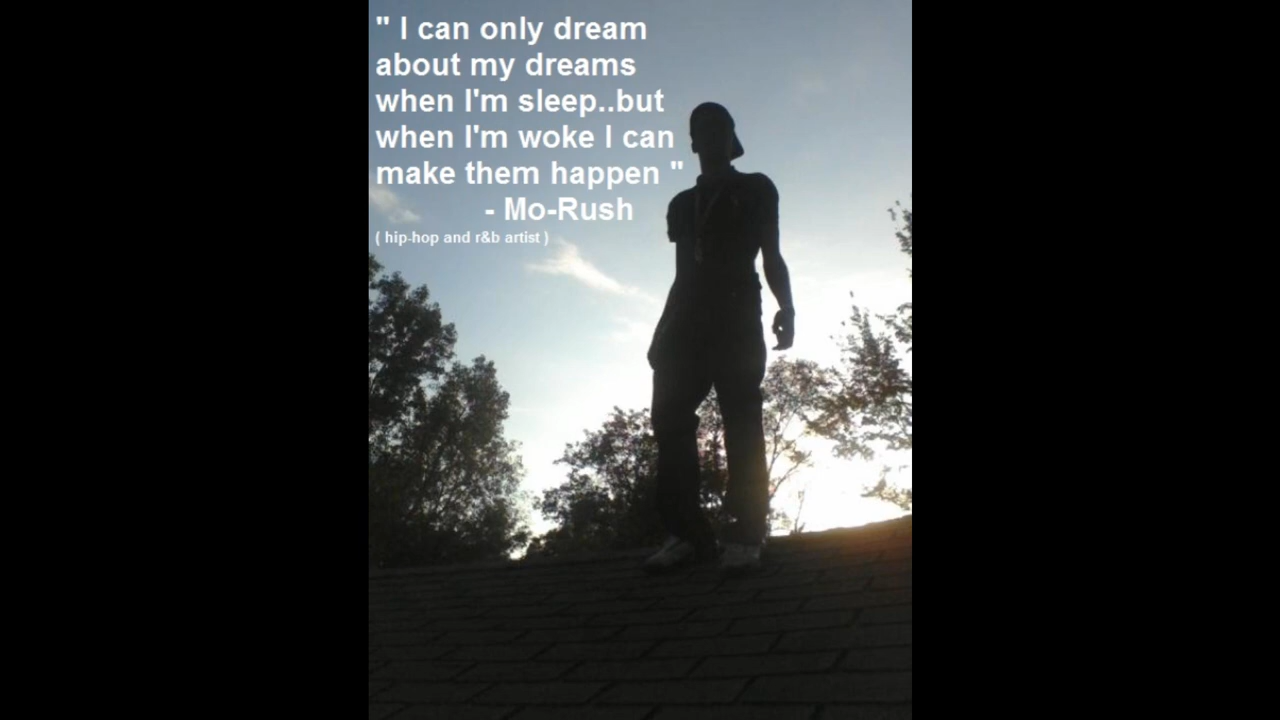 " I can only dream
about my dreams
when I'm sleep..but
when I'm woke I can
make them happen "
- Mo-Rush
( hip-hop and r&b artist )